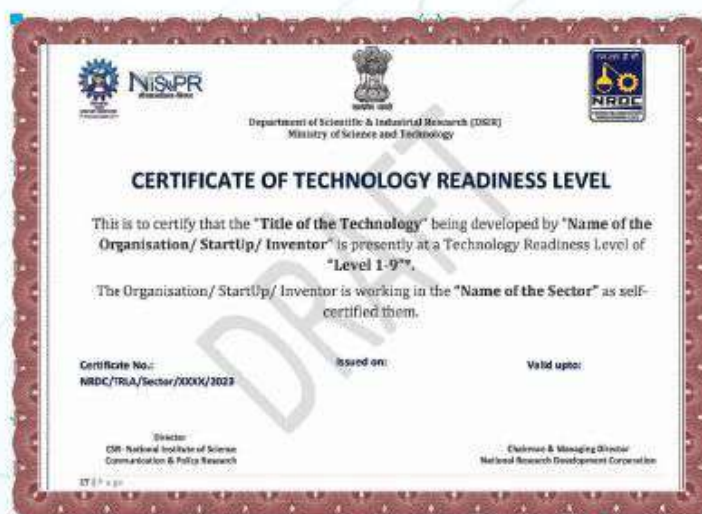 NIScPR
NRDC
Department of Scientific & Industrial Research (DSIR)
Ministry of Science and Technology
CERTIFICATE OF TECHNOLOGY READINESS LEVEL
This is to certify that the "Title of the Technology" being developed by "Name of the
Organisation/ StartUp/ Inventor" is presently at a Technology Readiness Level of
"Level 1-9"*.
The Organisation/ StartUp/ Inventor is working in the "Name of the Sector" as self-
certified them.
DRAFT
Certificate No.:
Issued on:
Valid upto:
NRDC/TRLA/Sector/XXXX/2023
Director
CSIR- National Institute of Science
Communication & Policy Research
Chairman & Managing Director
National Research Development Corporation
17 | P a g e